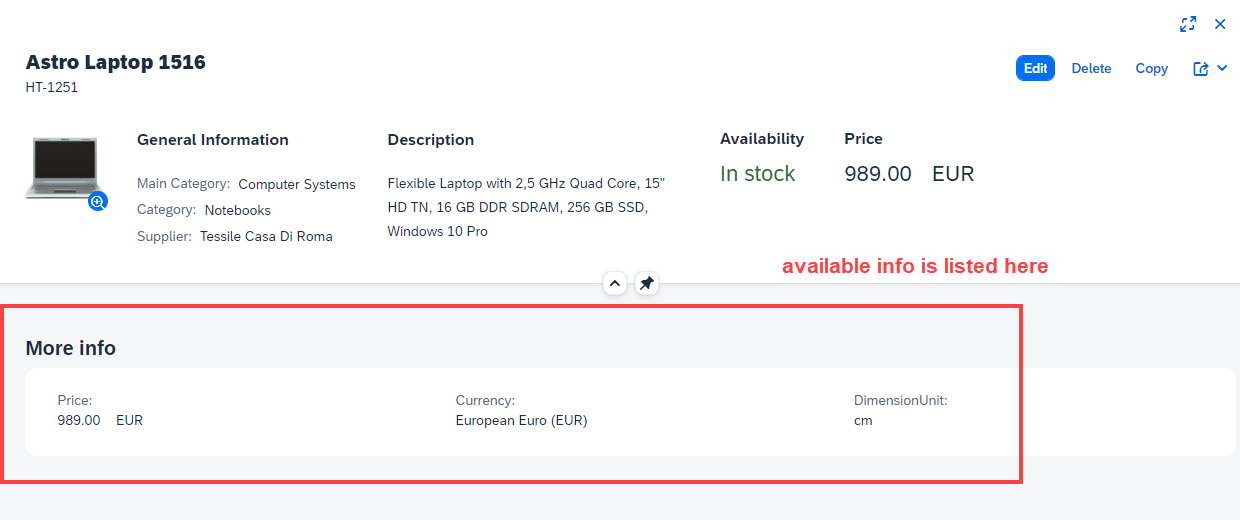 Astro Laptop 1516
HT-1251
Edit
Delete
Copy
General Information
Main Category: Computer Systems
Category: Notebooks
Supplier: Tessile Casa Di Roma
Description
Flexible Laptop with 2,5 GHz Quad Core, 15"
HD TN, 16 GB DDR SDRAM, 256 GB SSD,
Windows 10 Pro
Availability
In stock
Price
989.00 EUR
available info is listed here
More info
Price:
989.00 EUR
Currency:
European Euro (EUR)
DimensionUnit:
cm